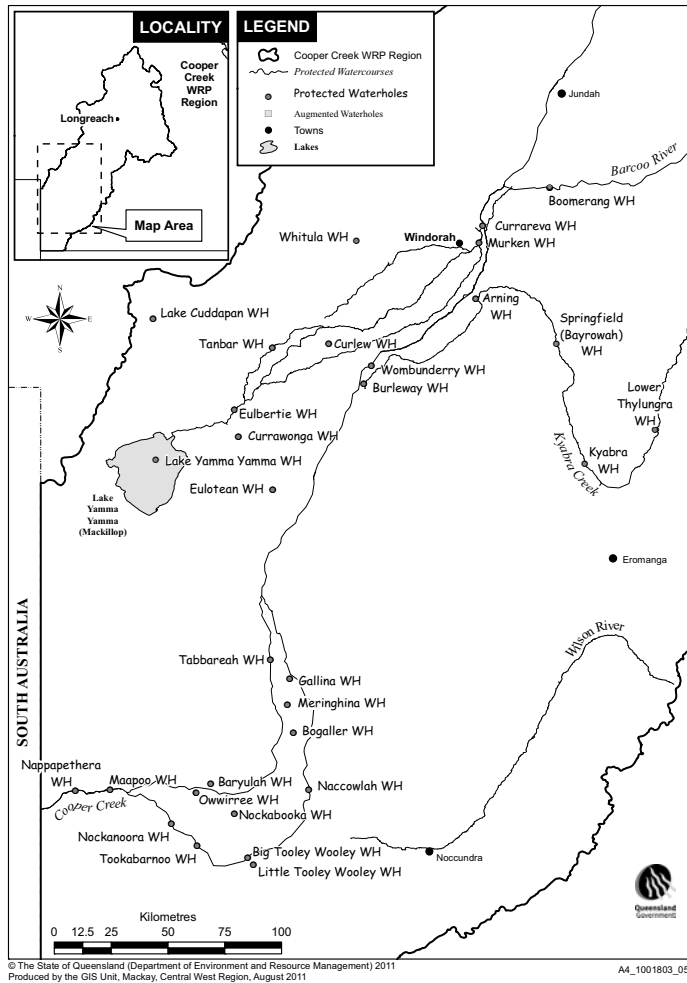 LOCALITY
Cooper
Creek
WRP
Region
Longreach
Map Area
LEGEND
Cooper Creek WRP Region
Protected Watercourses
Protected Waterholes
Augmented Waterholes
Towns
Lakes
Jundah
Barcoo River
Boomerang WH
Currareva WH
Whitula WH
Windorah
Murken WH
N
W
E
S
Arning
WH
Lake Cuddapan WH
Springfield
(Bayrowah)
WH
Tanbar WH
Curlew WH
Wombunderry WH
Burleway WH
Lower
Thylungra
WH
Eulbertie WH
Currawonga WH
Kyabra Creek
Kyabra
WH
Lake Yamma Yamma WH
Eulotean WH
Lake
Yamma
Yamma
(Mackillop)
Eromanga
SOUTH AUSTRALIA
Wilson River
Tabbareah WH
Gallina WH
Meringhina WH
Bogaller WH
Nappapethera
WH
Maapoo WH
Baryulah WH
Naccowlah WH
Owwirree WH
Cooper Creek
Nockabooka WH
Nockanoora WH
Tookabarnoo WH
Big Tooley Wooley WH
Little Tooley Wooley WH
Noccundra
Queensland
Government
Kilometres
0 12.5 25 50 75 100
© The State of Queensland (Department of Environment and Resource Management) 2011
Produced by the GIS Unit, Mackay, Central West Region, August 2011
A4_1001803_05